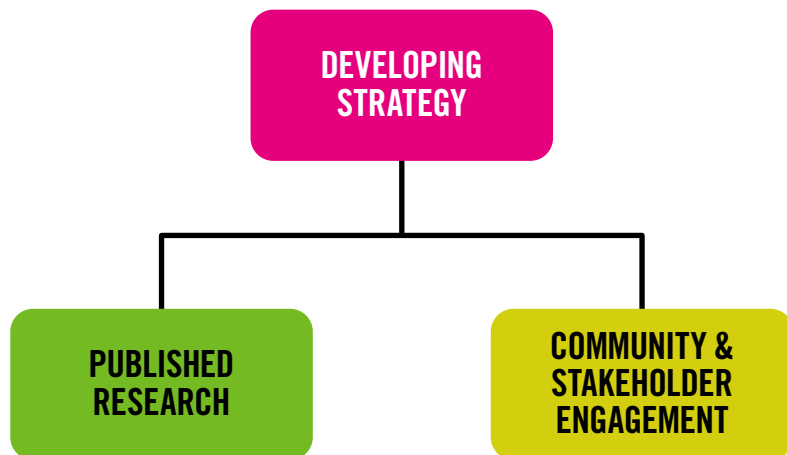 DEVELOPING
STRATEGY
PUBLISHED
RESEARCH
COMMUNITY &
STAKEHOLDER
ENGAGEMENT